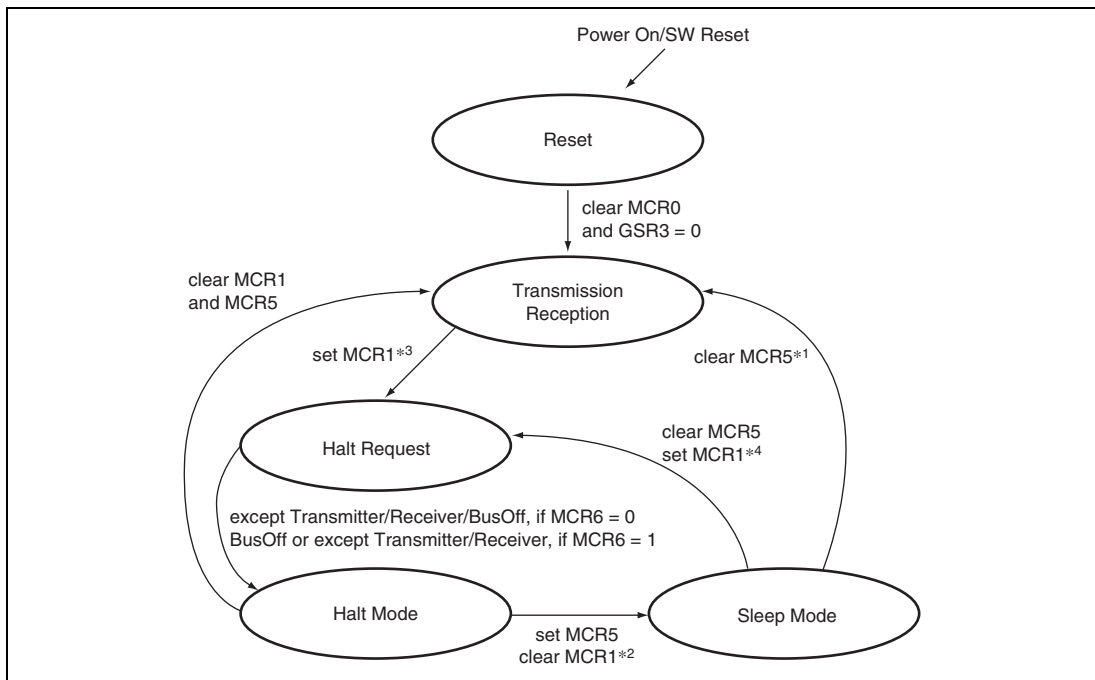 Power On/SW Reset
Reset
clear MCR0
and GSR3 = 0
clear MCR1
and MCR5
Transmission
Reception
set MCR1*3
clear MCR5*1
Halt Request
clear MCR5
set MCR1*4
except Transmitter/Receiver/BusOff, if MCR6 = 0
BusOff or except Transmitter/Receiver, if MCR6 = 1
Halt Mode
Sleep Mode
set MCR5
clear MCR1*2